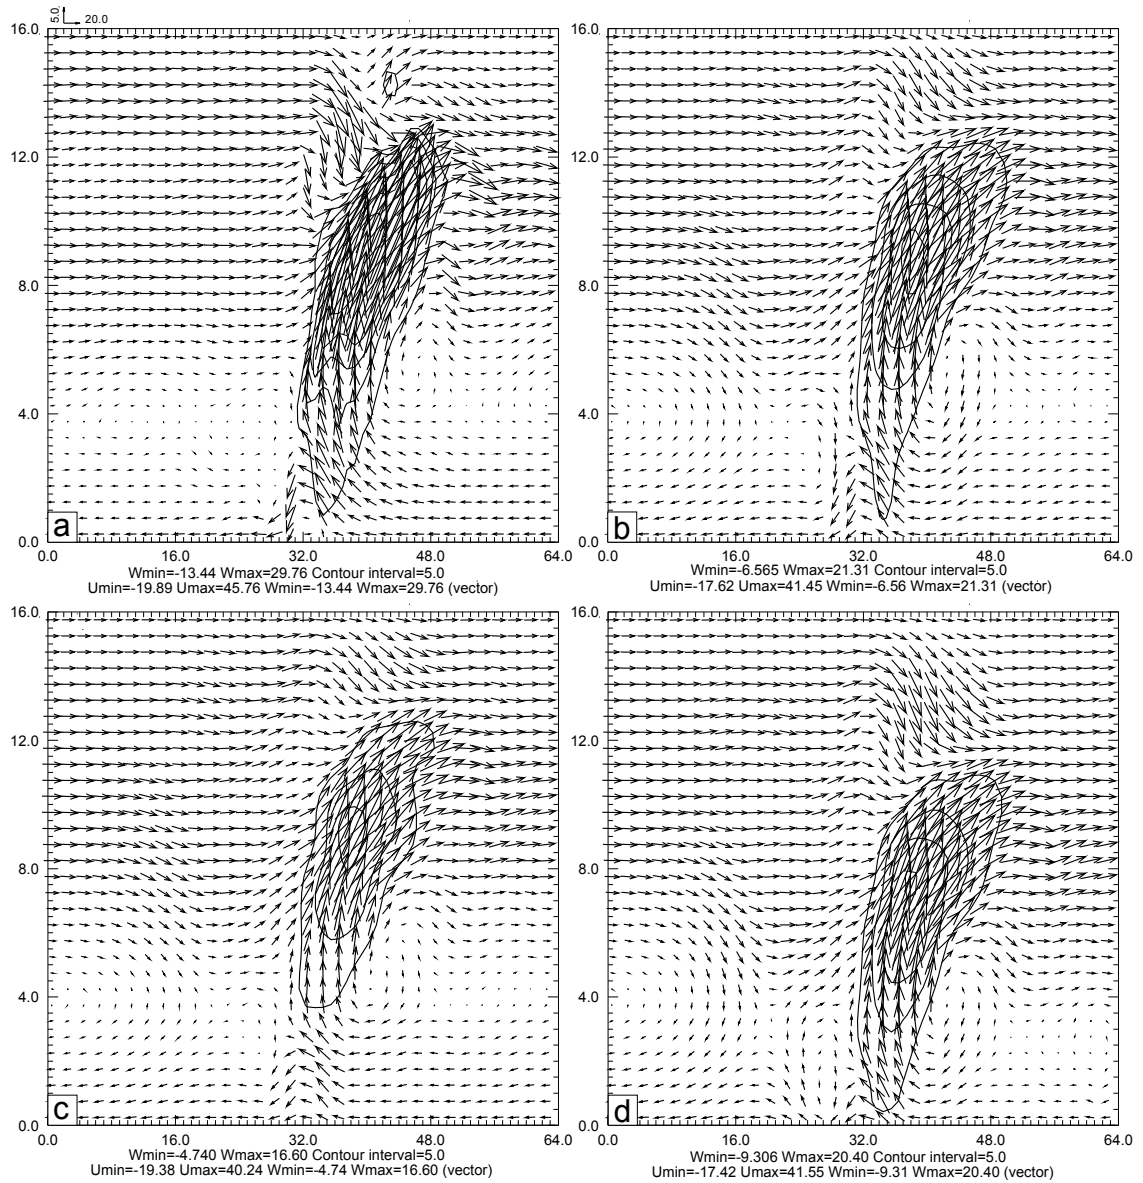 5.0
20.0
16.0
12.0
8.0
4.0
0.0
a
0.0 16.0 32.0 48.0 64.0
Wmin=-13.44 Wmax=29.76 Contour interval=5.0
Umin=-19.89 Umax=45.76 Wmin=-13.44 Wmax=29.76 (vector)
16.0
12.0
8.0
4.0
0.0
b
0.0 16.0 32.0 48.0 64.0
Wmin=-6.565 Wmax=21.31 Contour interval=5.0
Umin=-17.62 Umax=41.45 Wmin=-6.56 Wmax=21.31 (vector)
16.0
12.0
8.0
4.0
0.0
c
0.0 16.0 32.0 48.0 64.0
Wmin=-4.740 Wmax=16.60 Contour interval=5.0
Umin=-19.38 Umax=40.24 Wmin=-4.74 Wmax=16.60 (vector)
16.0
12.0
8.0
4.0
0.0
d
0.0 16.0 32.0 48.0 64.0
Wmin=-9.306 Wmax=20.40 Contour interval=5.0
Umin=-17.42 Umax=41.55 Wmin=-9.31 Wmax=20.40 (vector)